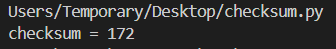 Users/Temporary/Desktop/checksum.py
checksum = 172